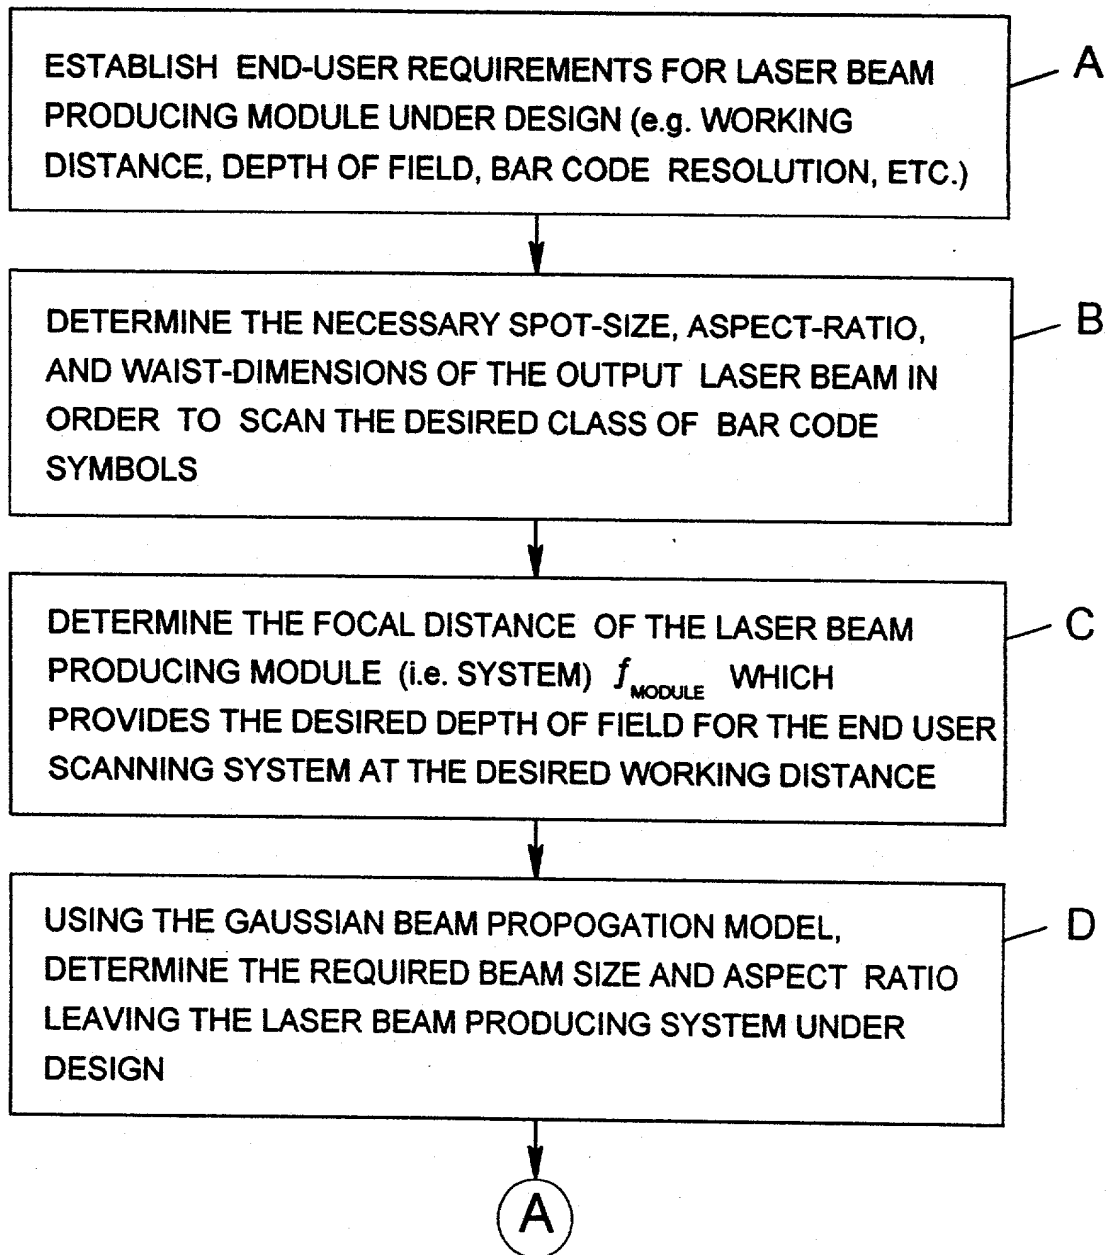 ESTABLISH END-USER REQUIREMENTS FOR LASER BEAM
PRODUCING MODULE UNDER DESIGN (e.g. WORKING
DISTANCE, DEPTH OF FIELD, BAR CODE RESOLUTION, ETC.)
A
DETERMINE THE NECESSARY SPOT-SIZE, ASPECT-RATIO,
AND WAIST-DIMENSIONS OF THE OUTPUT LASER BEAM IN
ORDER TO SCAN THE DESIRED CLASS OF BAR CODE
SYMBOLS
B
DETERMINE THE FOCAL DISTANCE OF THE LASER BEAM
PRODUCING MODULE (i.e. SYSTEM) f MODULE WHICH
PROVIDES THE DESIRED DEPTH OF FIELD FOR THE END USER
SCANNING SYSTEM AT THE DESIRED WORKING DISTANCE
C
USING THE GAUSSIAN BEAM PROPOGATION MODEL,
DETERMINE THE REQUIRED BEAM SIZE AND ASPECT RATIO
LEAVING THE LASER BEAM PRODUCING SYSTEM UNDER
DESIGN
D
A